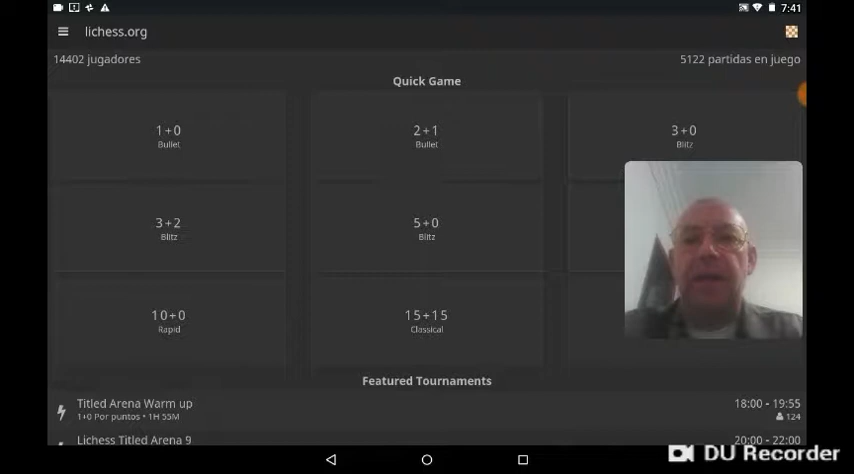 7:41
lichess.org
14402 jugadores
5122 partidas en juego
Quick Game
1+0
Bullet
2+1
Bullet
3+0
Blitz
3+2
Blitz
5+0
Blitz
10+0
Rapid
15+15
Classical
Featured Tournaments
Titled Arena Warm up
18:00 - 19:55
1+0 Por puntos • 1H 55M
124
Lichess Titled Arena 9
20:00 - 22:00
DU Recorder